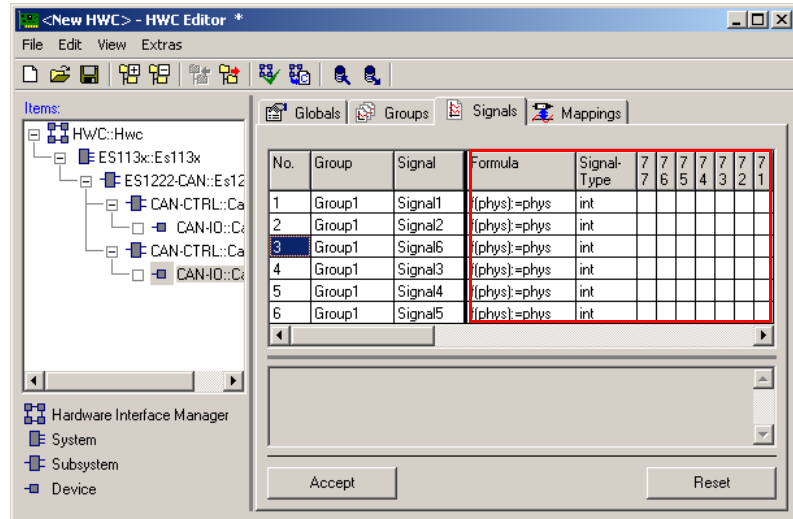 <New HWC> - HWC Editor *
File Edit View Extras
Items:
HWC::Hwc
ES113x::Es113x
ES1222-CAN::Es12
CAN-CTRL::Ca
CAN-IO::Ca
CAN-CTRL::Ca
CAN-IO::Ca
Hardware Interface Manager
System
Subsystem
Device
Globals Groups Signals Mappings
No. Group Signal Formula Signal- 7 7 7 7 7 7 7
Type 7 6 5 4 3 2 1
1 Group1 Signal1 f(phys):=phys int
2 Group1 Signal2 f(phys):=phys int
3 Group1 Signal6 f(phys):=phys int
4 Group1 Signal3 f(phys):=phys int
5 Group1 Signal4 f(phys):=phys int
6 Group1 Signal5 f(phys):=phys int
Accept Reset